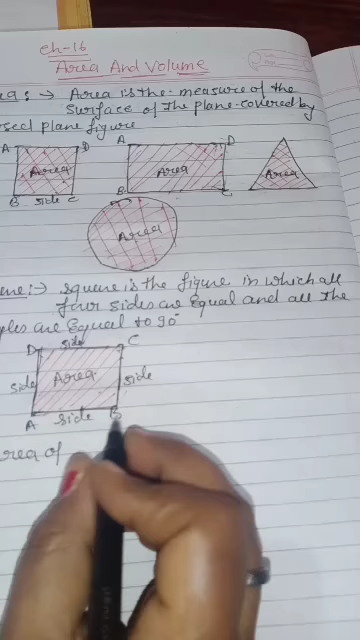 Ch-16
Area And Volume
Area is the measure of the
surface of the plane covered by
plane figure
A D
Area
B side C
A D
Area
B C
Area
Area
square is the figure in which all
four sides are Equal and all the
are Equal to 90°
side
D C
side Area side
A side B
of